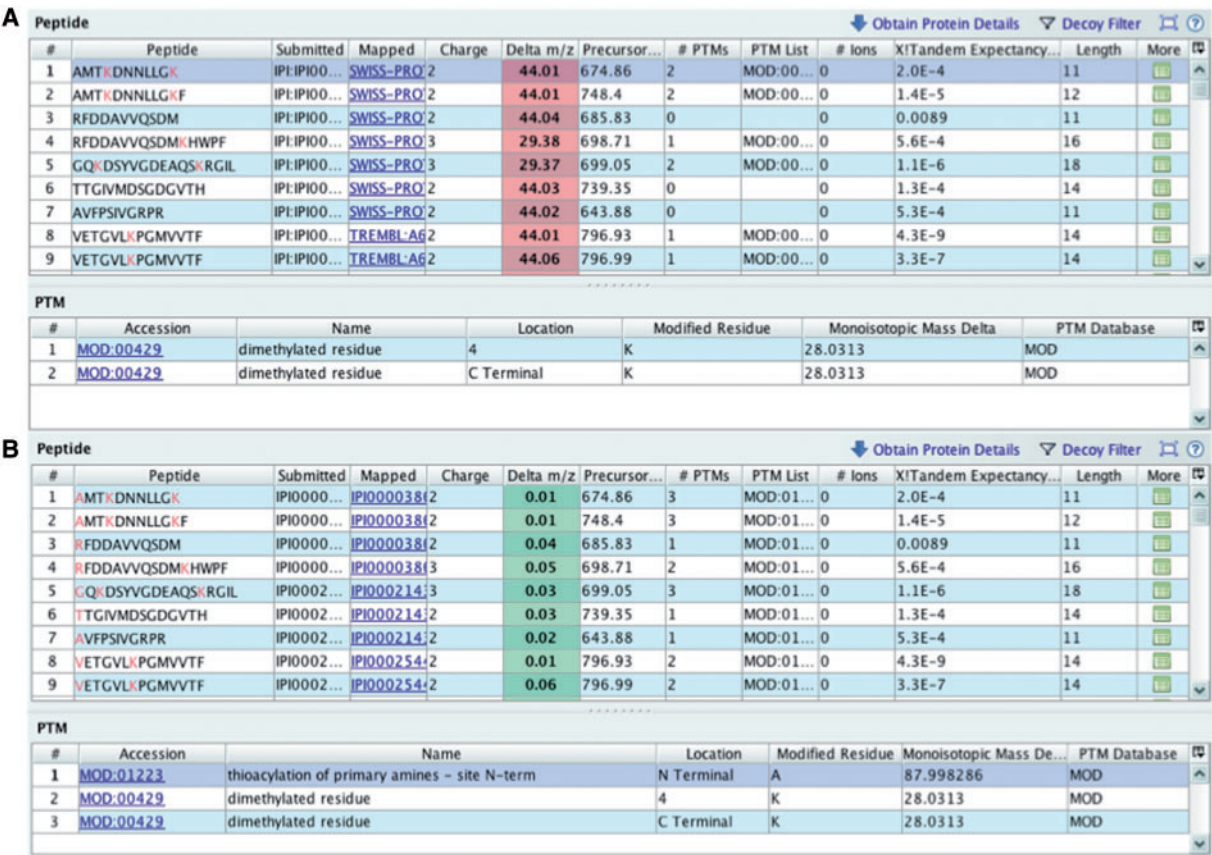 A Peptide Obtain Protein Details Decoy Filter
# Peptide Submitted Mapped Charge Delta m/z Precursor... # PTMs PTM List # Ions X!Tandem Expectancy... Length More
1 AMTKDNNLLGK IPI:IPI00... SWISS-PRO 2 44.01 674.86 2 MOD:00... 0 2.0E-4 11
2 AMTKDNNLLGKF IPI:IPI00... SWISS-PRO 2 44.01 748.4 2 MOD:00... 0 1.4E-5 12
3 RFDDAVVQSDM IPI:IPI00... SWISS-PRO 2 44.04 685.83 0 0 0.0089 11
4 RFDDAVVQSDMKHWPF IPI:IPI00... SWISS-PRO 3 29.38 698.71 1 MOD:00... 0 5.6E-4 16
5 GQKDSYVGDEAQSKRGIL IPI:IPI00... SWISS-PRO 3 29.37 699.05 2 MOD:00... 0 1.1E-6 18
6 TTGIVMDSGDGVTH IPI:IPI00... SWISS-PRO 2 44.03 739.35 0 0 1.3E-4 14
7 AVFPSIVGRPR IPI:IPI00... SWISS-PRO 2 44.02 643.88 0 0 5.3E-4 11
8 VETGVLKPGMVVTF IPI:IPI00... TREMBL:A6 2 44.01 796.93 1 MOD:00... 0 4.3E-9 14
9 VETGVLKPGMVVTF IPI:IPI00... TREMBL:A6 2 44.06 796.99 1 MOD:00... 0 3.3E-7 14
PTM
# Accession Name Location Modified Residue Monoisotopic Mass Delta PTM Database
1 MOD:00429 dimethylated residue 4 K 28.0313 MOD
2 MOD:00429 dimethylated residue C Terminal K 28.0313 MOD
B Peptide Obtain Protein Details Decoy Filter
# Peptide Submitted Mapped Charge Delta m/z Precursor... # PTMs PTM List # Ions X!Tandem Expectancy... Length More
1 AMTKDNNLLGK IPI0000... IPI000038 2 0.01 674.86 3 MOD:01... 0 2.0E-4 11
2 AMTKDNNLLGKF IPI0000... IPI000038 2 0.01 748.4 3 MOD:01... 0 1.4E-5 12
3 RFDDAVVQSDM IPI0000... IPI000038 2 0.04 685.83 1 MOD:01... 0 0.0089 11
4 RFDDAVVQSDMKHWPF IPI0000... IPI000038 3 0.05 698.71 2 MOD:01... 0 5.6E-4 16
5 GQKDSYVGDEAQSKRGIL IPI0002... IPI000214 3 0.03 699.05 3 MOD:01... 0 1.1E-6 18
6 TTGIVMDSGDGVTH IPI0002... IPI000214 2 0.03 739.35 1 MOD:01... 0 1.3E-4 14
7 AVFPSIVGRPR IPI0002... IPI000214 2 0.02 643.88 1 MOD:01... 0 5.3E-4 11
8 VETGVLKPGMVVTF IPI0002... IPI000254 2 0.01 796.93 2 MOD:01... 0 4.3E-9 14
9 VETGVLKPGMVVTF IPI0002... IPI000254 2 0.06 796.99 2 MOD:01... 0 3.3E-7 14
PTM
# Accession Name Location Modified Residue Monoisotopic Mass De... PTM Database
1 MOD:01223 thioacylation of primary amines - site N-term N Terminal A 87.998286 MOD
2 MOD:00429 dimethylated residue 4 K 28.0313 MOD
3 MOD:00429 dimethylated residue C Terminal K 28.0313 MOD